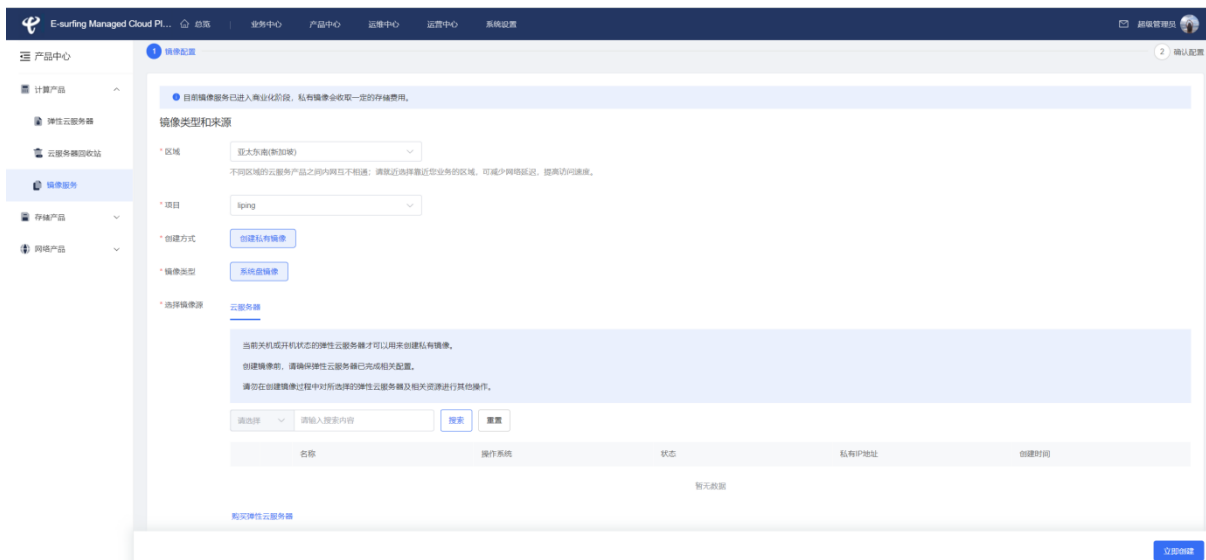 E-surfing Managed Cloud Pl... 总览 业务中心 产品中心 运维中心 运营中心 系统设置 超级管理员
产品中心
1 镜像配置 2 确认配置
计算产品
弹性云服务器
云服务器回收站
镜像服务
存储产品
网络产品
目前镜像服务已进入商业化阶段，私有镜像会收取一定的存储费用。
镜像类型和来源
* 区域 亚太东南(新加坡)
不同区域的云服务产品之间内网互不相通；请就近选择靠近您业务的区域，可减少网络延迟，提高访问速度。
* 项目 liping
* 创建方式 创建私有镜像
* 镜像类型 系统盘镜像
* 选择镜像源 云服务器
当前关机或开机状态的弹性云服务器才可以用来创建私有镜像。
创建镜像前，请确保弹性云服务器已完成相关配置。
请勿在创建镜像过程中对所选择的弹性云服务器及相关资源进行其他操作。
请选择 请输入搜索内容 搜索 重置
名称 操作系统 状态 私有IP地址 创建时间
暂无数据
购买弹性云服务器
立即创建